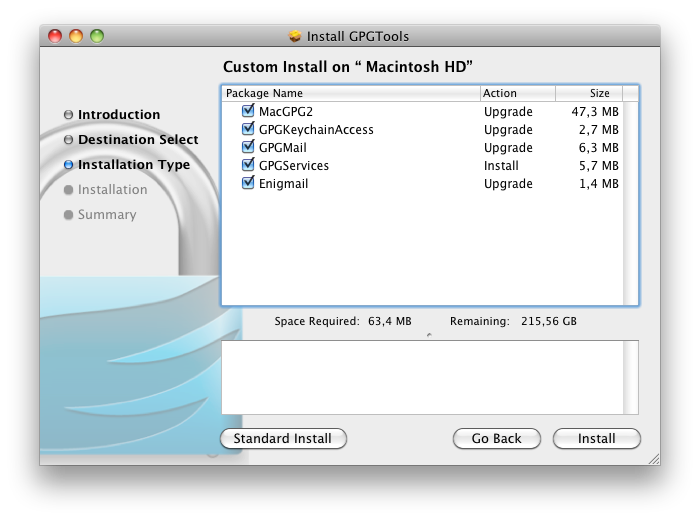 Install GPGTools
Custom Install on “ Macintosh HD”
Introduction
Destination Select
Installation Type
Installation
Summary
Package Name Action Size
MacGPG2 Upgrade 47,3 MB
GPGKeychainAccess Upgrade 2,7 MB
GPGMail Upgrade 6,3 MB
GPGServices Install 5,7 MB
Enigmail Upgrade 1,4 MB
Space Required: 63,4 MB Remaining: 215,56 GB
Standard Install Go Back Install